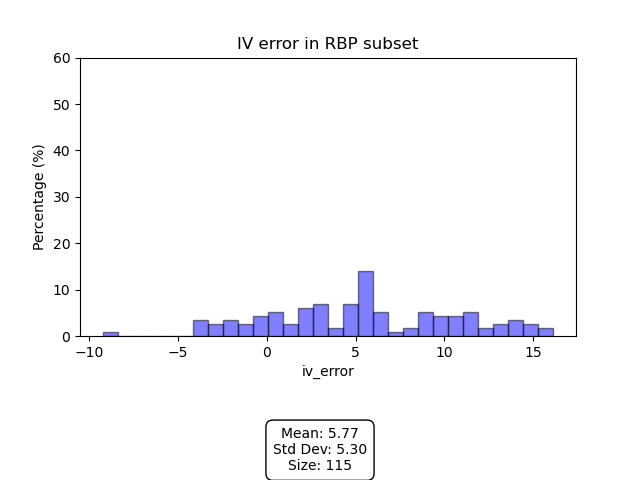 IV error in RBP subset
60
50
40
30
20
10
0
Percentage (%)
−10
−5
0
5
10
15
iv_error
Mean: 5.77
Std Dev: 5.30
Size: 115